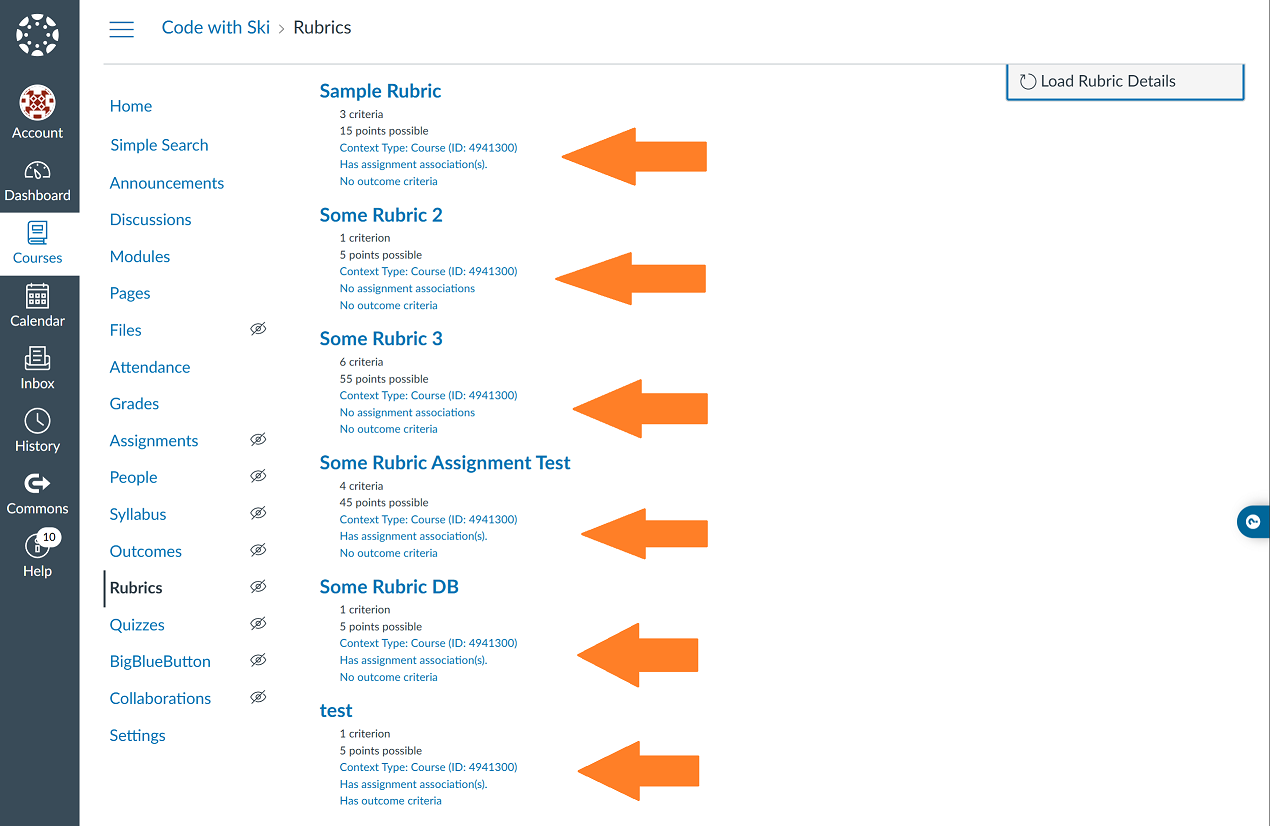 Code with Ski > Rubrics
Load Rubric Details
Account
Dashboard
Courses
Calendar
Inbox
History
Commons
10
Help
Home
Simple Search
Announcements
Discussions
Modules
Pages
Files
Attendance
Grades
Assignments
People
Syllabus
Outcomes
Rubrics
Quizzes
BigBlueButton
Collaborations
Settings
Sample Rubric
3 criteria
15 points possible
Context Type: Course (ID: 4941300)
Has assignment association(s).
No outcome criteria
Some Rubric 2
1 criterion
5 points possible
Context Type: Course (ID: 4941300)
No assignment associations
No outcome criteria
Some Rubric 3
6 criteria
55 points possible
Context Type: Course (ID: 4941300)
No assignment associations
No outcome criteria
Some Rubric Assignment Test
4 criteria
45 points possible
Context Type: Course (ID: 4941300)
Has assignment association(s).
No outcome criteria
Some Rubric DB
1 criterion
5 points possible
Context Type: Course (ID: 4941300)
Has assignment association(s).
No outcome criteria
test
1 criterion
5 points possible
Context Type: Course (ID: 4941300)
Has assignment association(s).
Has outcome criteria